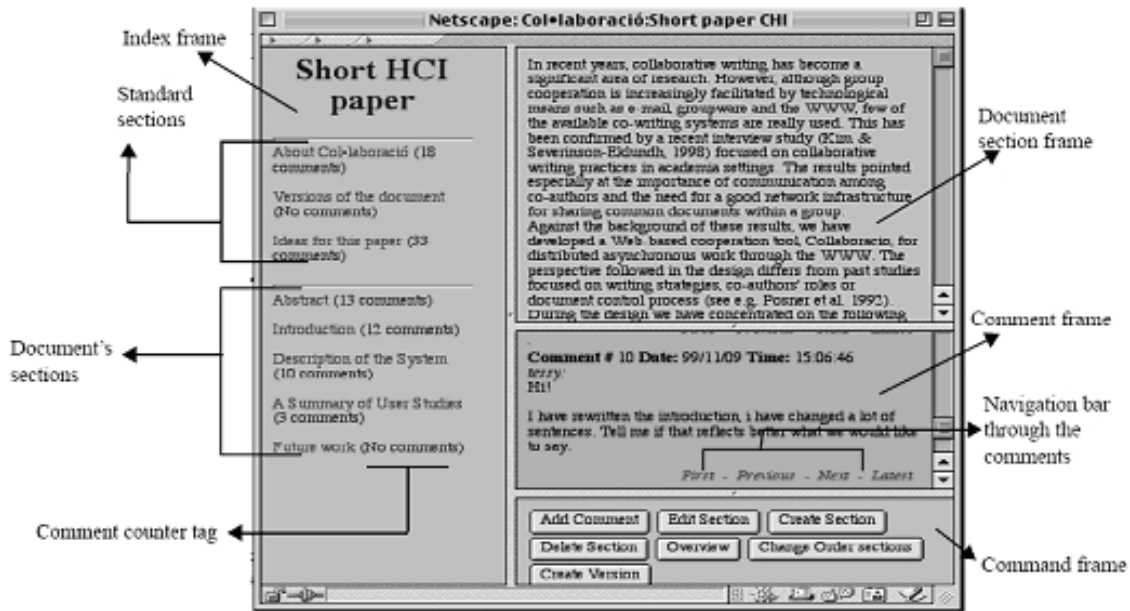 Netscape: Col•laboració:Short paper CHI
Index frame
Standard
sections
Document's
sections
Comment counter tag
Short HCI
paper
About Col•laboració (18
comments)
Versions of the document
(No comments)
Ideas for this paper (33
comments)
Abstract (13 comments)
Introduction (12 comments)
Description of the System
(10 comments)
A Summary of User Studies
(3 comments)
Future work (No comments)
In recent years, collaborative writing has become a
significant area of research. However, although group
cooperation is increasingly facilitated by technological
means such as e-mail, groupware and the WWW, few of
the available co-writing systems are really used. This has
been confirmed by a recent interview study (Kim &
Severinson-Eklundh, 1998) focused on collaborative
writing practices in academia settings. The results pointed
especially at the importance of communication among
co-authors and the need for a good network infrastructure
for sharing common documents within a group.
Against the background of these results, we have
developed a Web-based cooperation tool, Col·laboracio, for
distributed asynchronous work through the WWW. The
perspective followed in the design differs from past studies
focused on writing strategies, co-authors' roles or
document control process (see e.g. Posner et al. 1992).
During the design we have concentrated on the following
Comment # 10 Date: 99/11/09 Time: 15:06:46
terry:
Hi!
I have rewritten the introduction, i have changed a lot of
sentences. Tell me if that reflects better what we would like
to say.
First - Previous - Next - Latest
Add Comment Edit Section Create Section
Delete Section Overview Change Order sections
Create Version
Document
section frame
Comment frame
Navigation bar
through the
comments
Command frame